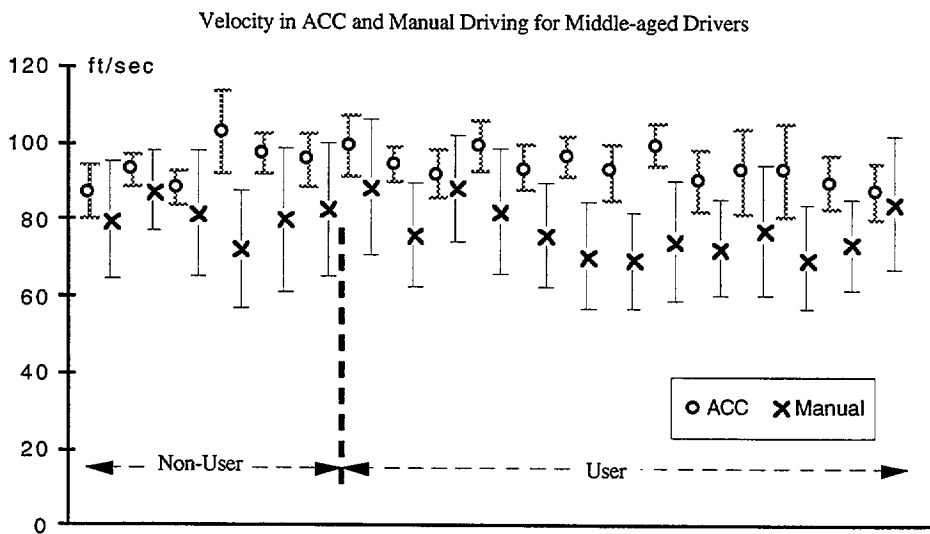 Velocity in ACC and Manual Driving for Middle-aged Drivers
120
ft/sec
100
80
60
40
ACC Manual
20
Non-User
User
0